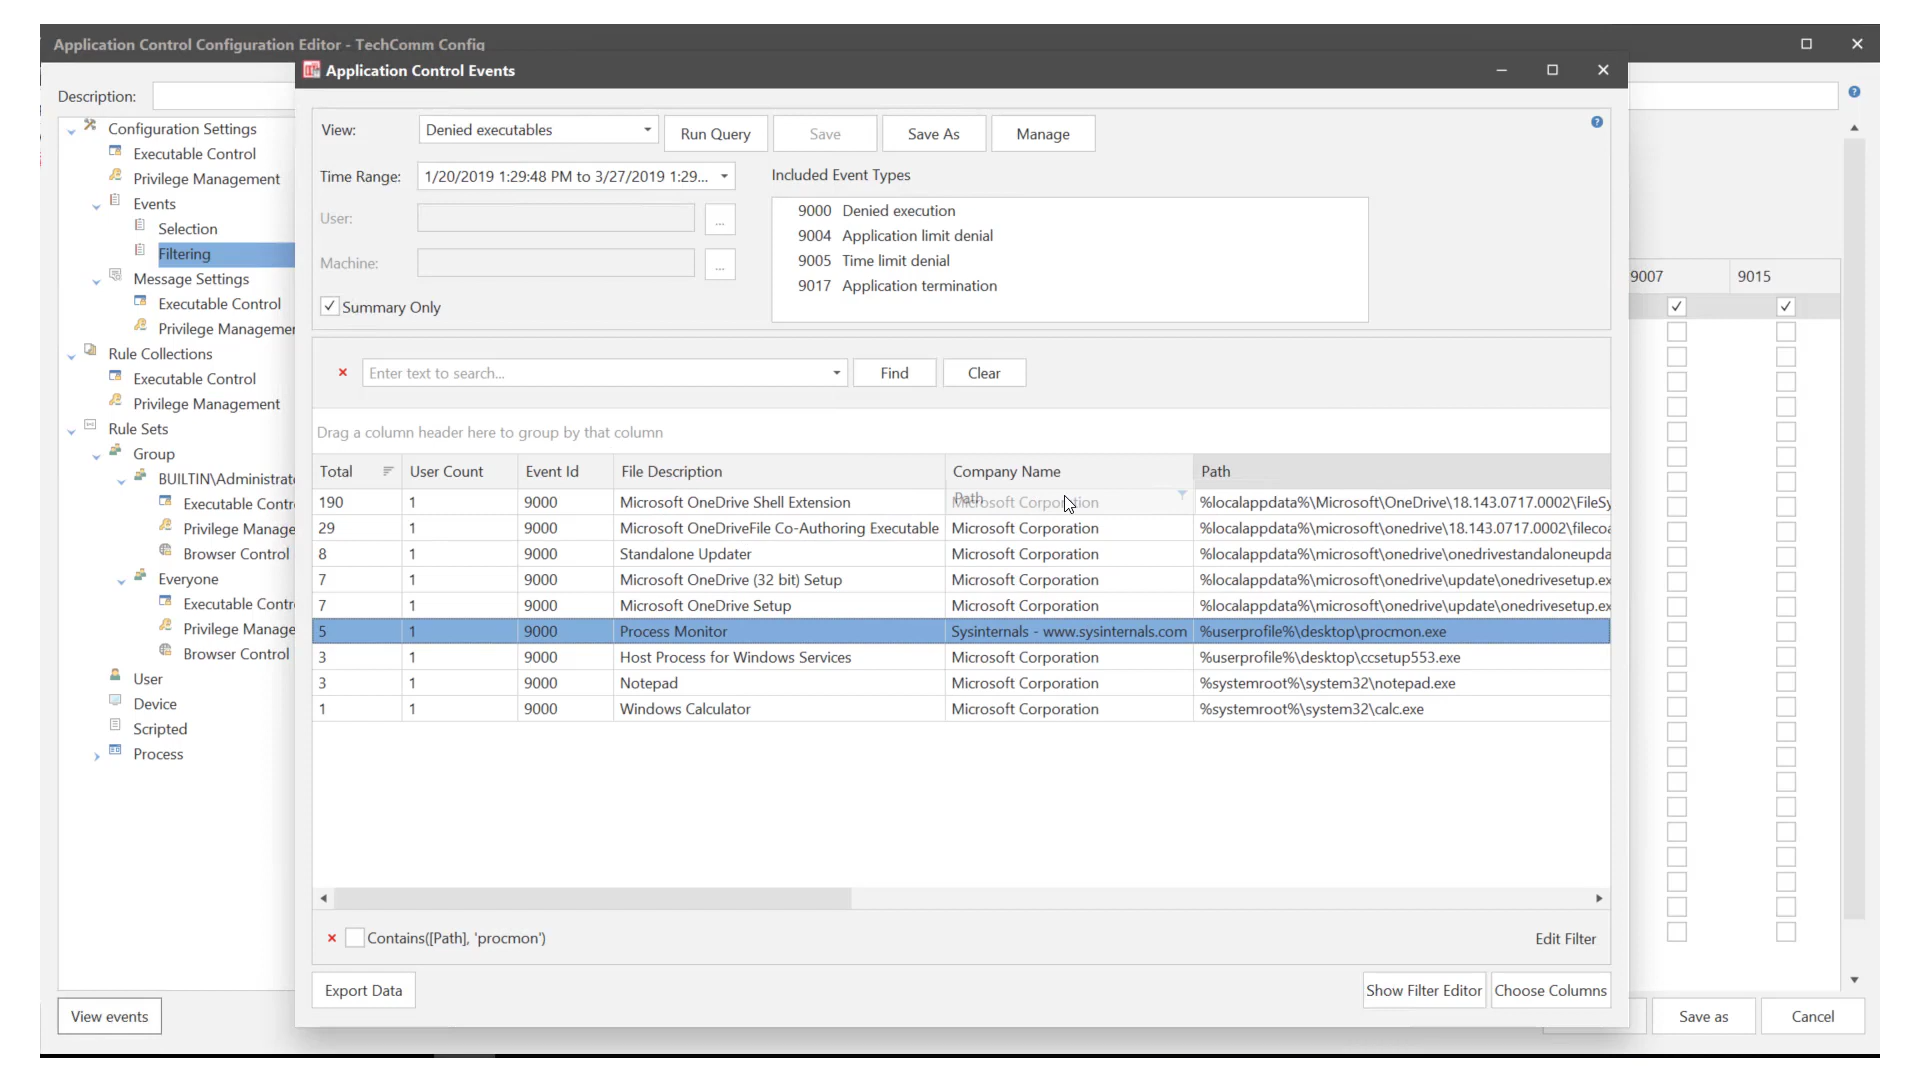 Application Control Configuration Editor - TechComm Config
Application Control Events
Description:
Configuration Settings
Executable Control
Privilege Management
Events
Selection
Filtering
Message Settings
Executable Control
Privilege Managemen
Rule Collections
Executable Control
Privilege Management
Rule Sets
Group
BUILTIN\Administrato
Executable Contr
Privilege Manage
Browser Control
Everyone
Executable Contr
Privilege Manage
Browser Control
User
Device
Scripted
Process
View events
View:
Denied executables
Run Query
Save
Save As
Manage
Time Range:
1/20/2019 1:29:48 PM to 3/27/2019 1:29...
User:
...
Machine:
...
Summary Only
Included Event Types
9000 Denied execution
9004 Application limit denial
9005 Time limit denial
9017 Application termination
Enter text to search...
Find
Clear
Drag a column header here to group by that column
Total User Count Event Id File Description Company Name Path
Path
190 1 9000 Microsoft OneDrive Shell Extension Microsoft Corporation %localappdata%\Microsoft\OneDrive\18.143.0717.0002\FileSy
29 1 9000 Microsoft OneDriveFile Co-Authoring Executable Microsoft Corporation %localappdata%\microsoft\onedrive\18.143.0717.0002\filecoa
8 1 9000 Standalone Updater Microsoft Corporation %localappdata%\microsoft\onedrive\onedrivestandaloneupda
7 1 9000 Microsoft OneDrive (32 bit) Setup Microsoft Corporation %localappdata%\microsoft\onedrive\update\onedrivesetup.ex
7 1 9000 Microsoft OneDrive Setup Microsoft Corporation %localappdata%\microsoft\onedrive\update\onedrivesetup.ex
5 1 9000 Process Monitor Sysinternals - www.sysinternals.com %userprofile%\desktop\procmon.exe
3 1 9000 Host Process for Windows Services Microsoft Corporation %userprofile%\desktop\ccsetup553.exe
3 1 9000 Notepad Microsoft Corporation %systemroot%\system32\notepad.exe
1 1 9000 Windows Calculator Microsoft Corporation %systemroot%\system32\calc.exe
Contains([Path], 'procmon')
Edit Filter
Export Data
Show Filter Editor
Choose Columns
9007 9015
Save as
Cancel